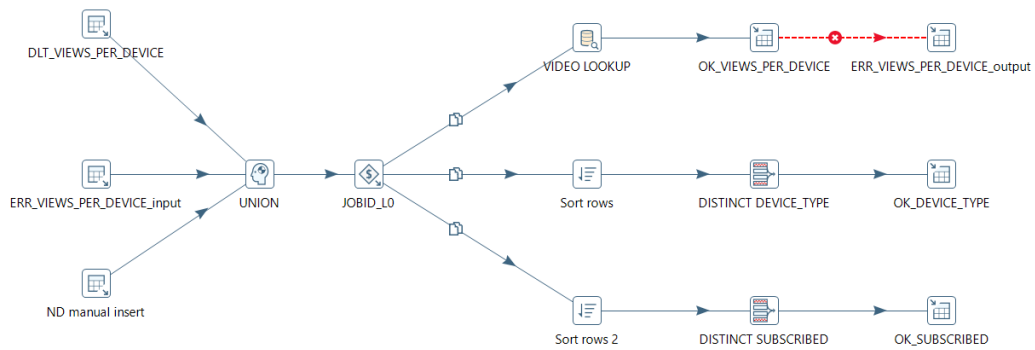 DLT_VIEWS_PER_DEVICE
VIDEO LOOKUP
OK_VIEWS_PER_DEVICE
ERR_VIEWS_PER_DEVICE_output
ERR_VIEWS_PER_DEVICE_input
UNION
JOBID_L0
Sort rows
DISTINCT DEVICE_TYPE
OK_DEVICE_TYPE
ND manual insert
Sort rows 2
DISTINCT SUBSCRIBED
OK_SUBSCRIBED